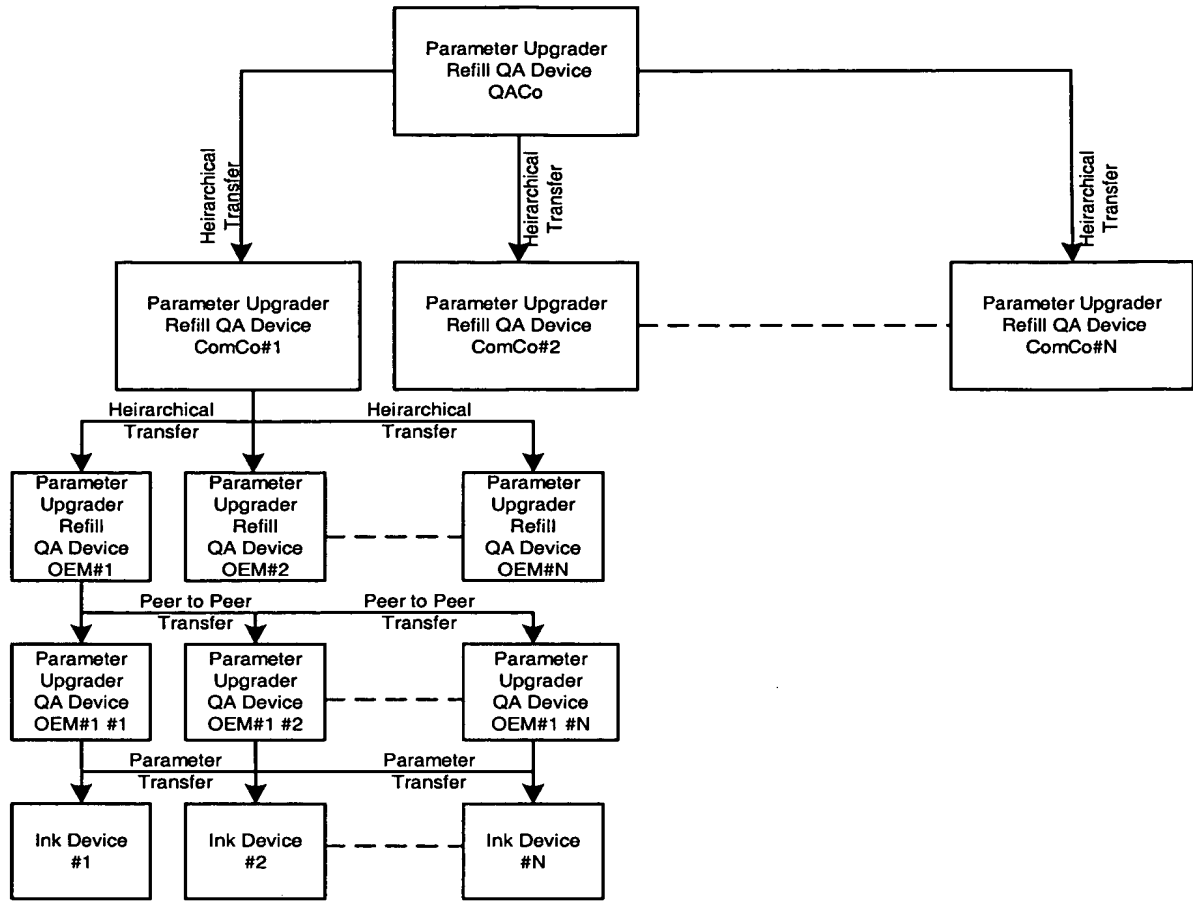 Parameter Upgrader
Refill QA Device
QACo
Heirarchical
Transfer
Heirarchical
Transfer
Heirarchical
Transfer
Parameter Upgrader
Refill QA Device
ComCo#1
Parameter Upgrader
Refill QA Device
ComCo#2
Parameter Upgrader
Refill QA Device
ComCo#N
Heirarchical
Transfer
Heirarchical
Transfer
Parameter
Upgrader
Refill
QA Device
OEM#1
Parameter
Upgrader
Refill
QA Device
OEM#2
Parameter
Upgrader
Refill
QA Device
OEM#N
Peer to Peer
Transfer
Peer to Peer
Transfer
Parameter
Upgrader
QA Device
OEM#1 #1
Parameter
Upgrader
QA Device
OEM#1 #2
Parameter
Upgrader
QA Device
OEM#1 #N
Parameter
Transfer
Parameter
Transfer
Ink Device
#1
Ink Device
#2
Ink Device
#N